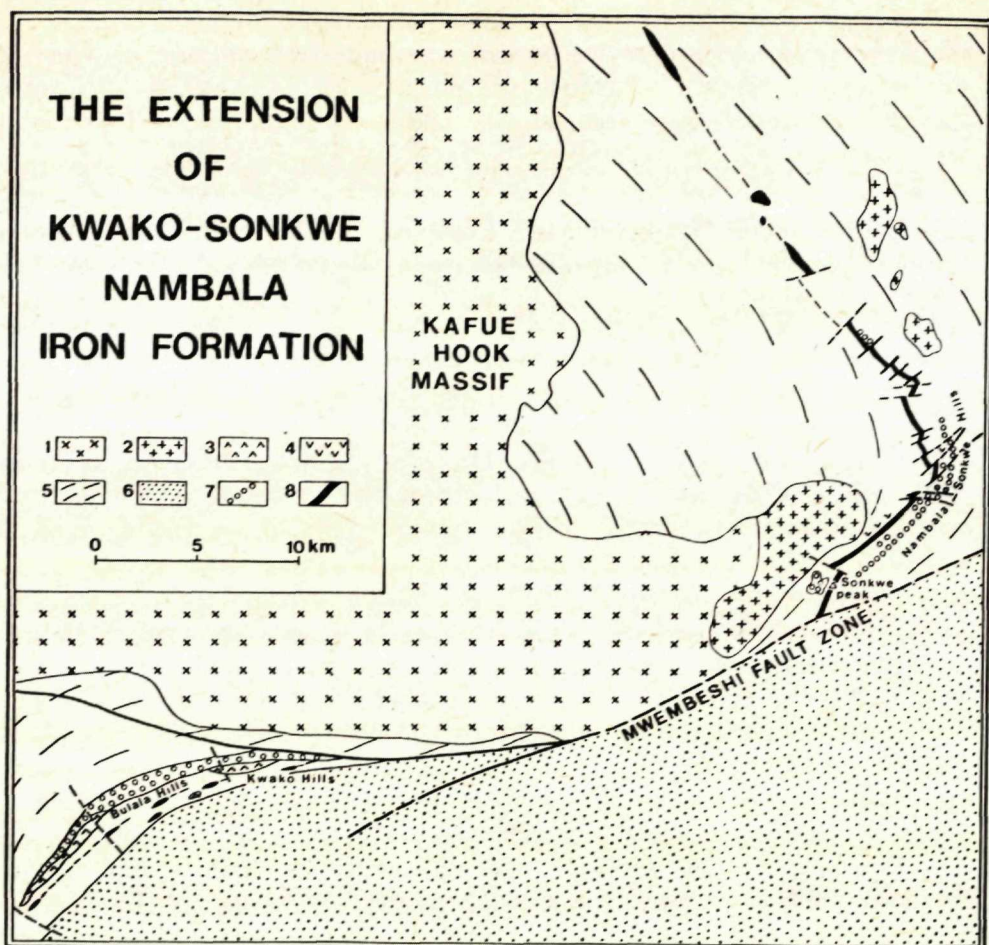 THE EXTENSION
OF
KWAKO-SONKWE
NAMBALA
IRON FORMATION
1 2 3 4
5 6 7 8
0 5 10 km
KAFUE
HOOK
MASSIF
Nambala - Sonkwe Hills
Sonkwe
peak
MWEMBESHI FAULT ZONE
Kwako Hills
Bulala Hills